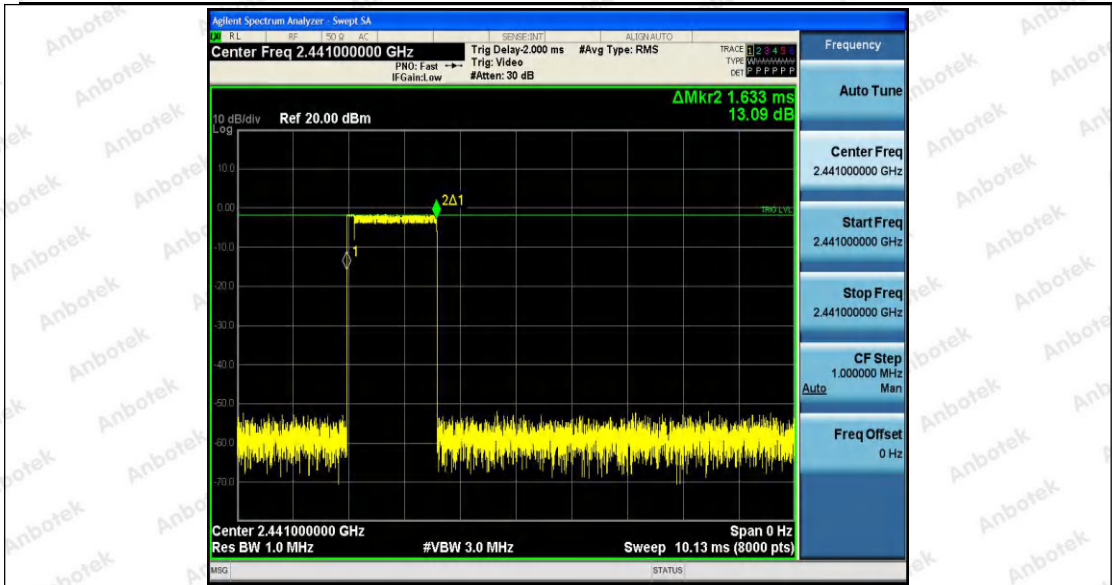 Agilent Spectrum Analyzer - Swept SA
RL RF 50 Ω AC SENSE:INT ALIGNAUTO
Center Freq 2.441000000 GHz
PNO: Fast
IFGain:Low
Trig Delay-2.000 ms
Trig: Video
#Atten: 30 dB
#Avg Type: RMS
TRACE 1 2 3 4 5 6
TYPE WWWWWW
DET P P P P P P
ΔMkr2 1.633 ms
13.09 dB
10 dB/div Ref 20.00 dBm
Log
10.0
0.00
-10.0
-20.0
-30.0
-40.0
-50.0
-60.0
-70.0
2Δ1
1
TRIG LVL
Center 2.441000000 GHz Span 0 Hz
Res BW 1.0 MHz #VBW 3.0 MHz Sweep 10.13 ms (8000 pts)
MSG STATUS
Frequency
Auto Tune
Center Freq
2.441000000 GHz
Start Freq
2.441000000 GHz
Stop Freq
2.441000000 GHz
CF Step
1.000000 MHz
Auto Man
Freq Offset
0 Hz
Anbotek